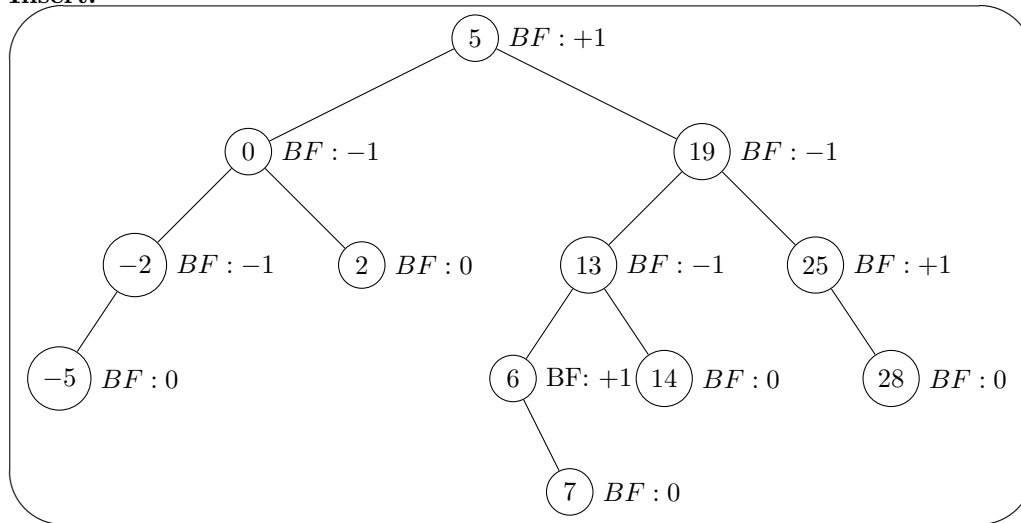 Insert:
5 BF : +1
0 BF : −1 19 BF : −1
−2 BF : −1 2 BF : 0 13 BF : −1 25 BF : +1
−5 BF : 0 6 BF: +1 14 BF : 0 28 BF : 0
7 BF : 0